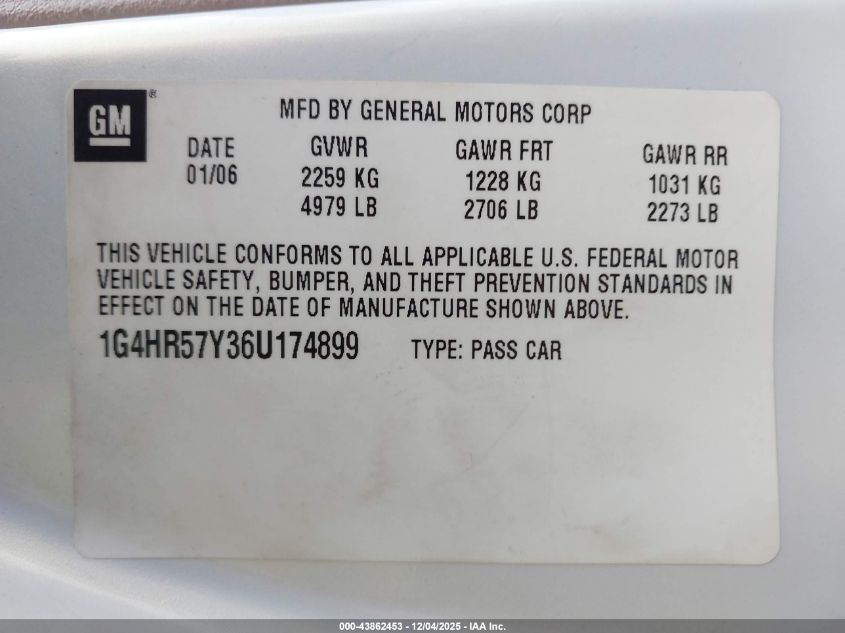 GM®
MFD BY GENERAL MOTORS CORP
DATE GVWR GAWR FRT GAWR RR
01/06 2259 KG 1228 KG 1031 KG
4979 LB 2706 LB 2273 LB
THIS VEHICLE CONFORMS TO ALL APPLICABLE U.S. FEDERAL MOTOR
VEHICLE SAFETY, BUMPER, AND THEFT PREVENTION STANDARDS IN
EFFECT ON THE DATE OF MANUFACTURE SHOWN ABOVE.
1G4HR57Y36U174899 TYPE: PASS CAR
000-43862453 - 12/04/2025 - IAA Inc.